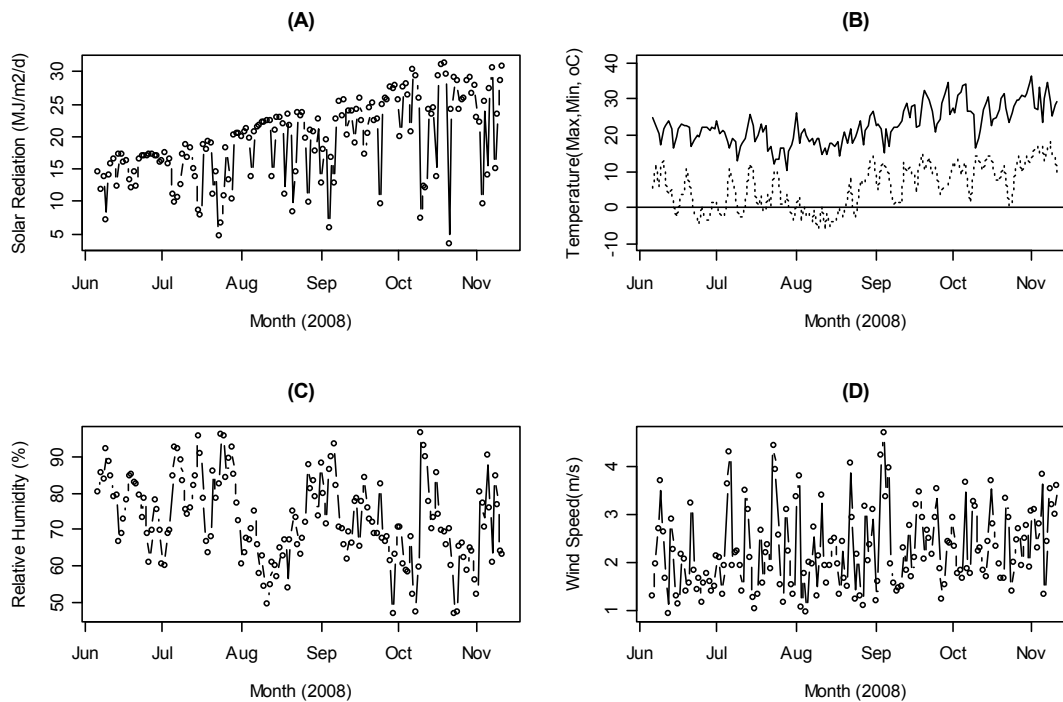 (A)
Solar Rediation (MJ/m2/d)
30
25
20
15
10
5
Jun Jul Aug Sep Oct Nov
Month (2008)
(B)
Temperature(Max,Min, oC)
40
30
20
10
0
-10
Jun Jul Aug Sep Oct Nov
Month (2008)
(C)
Relative Humidity (%)
90
80
70
60
50
Jun Jul Aug Sep Oct Nov
Month (2008)
(D)
Wind Speed(m/s)
4
3
2
1
Jun Jul Aug Sep Oct Nov
Month (2008)